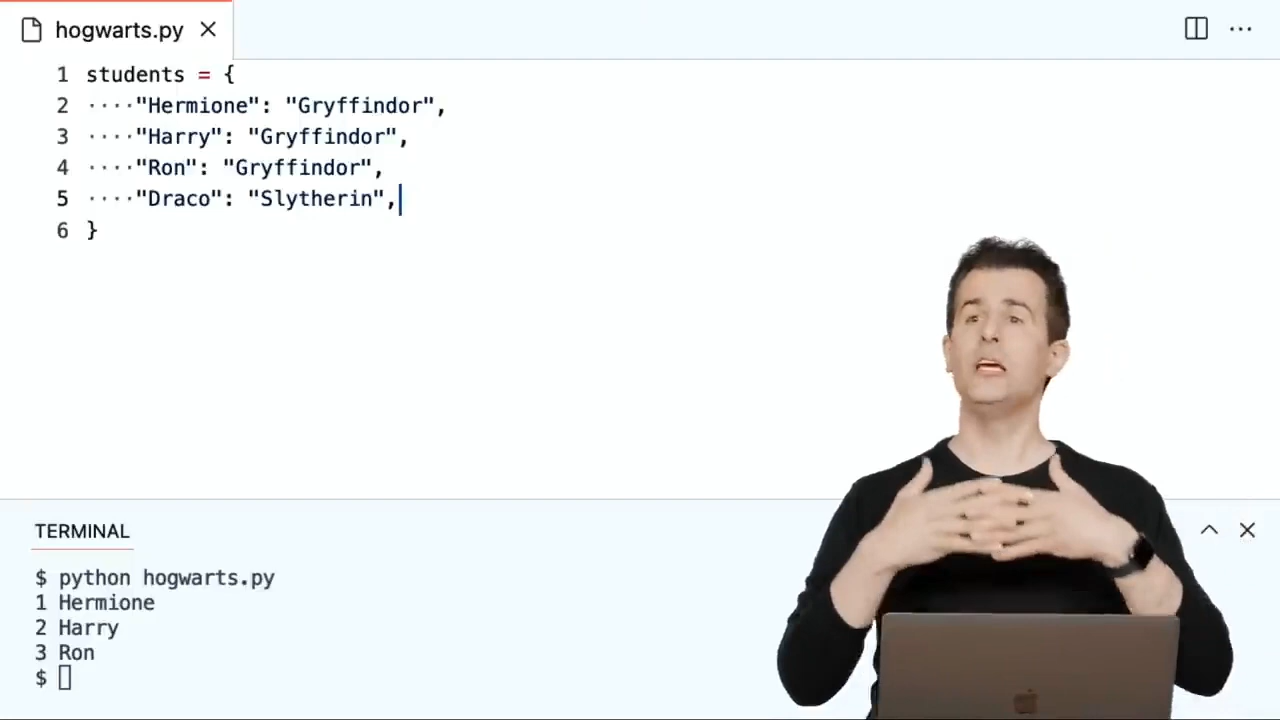 hogwarts.py
1 students = {
2 ····"Hermione": "Gryffindor",
3 ····"Harry": "Gryffindor",
4 ····"Ron": "Gryffindor",
5 ····"Draco": "Slytherin",
6 }
TERMINAL
$ python hogwarts.py
1 Hermione
2 Harry
3 Ron
$